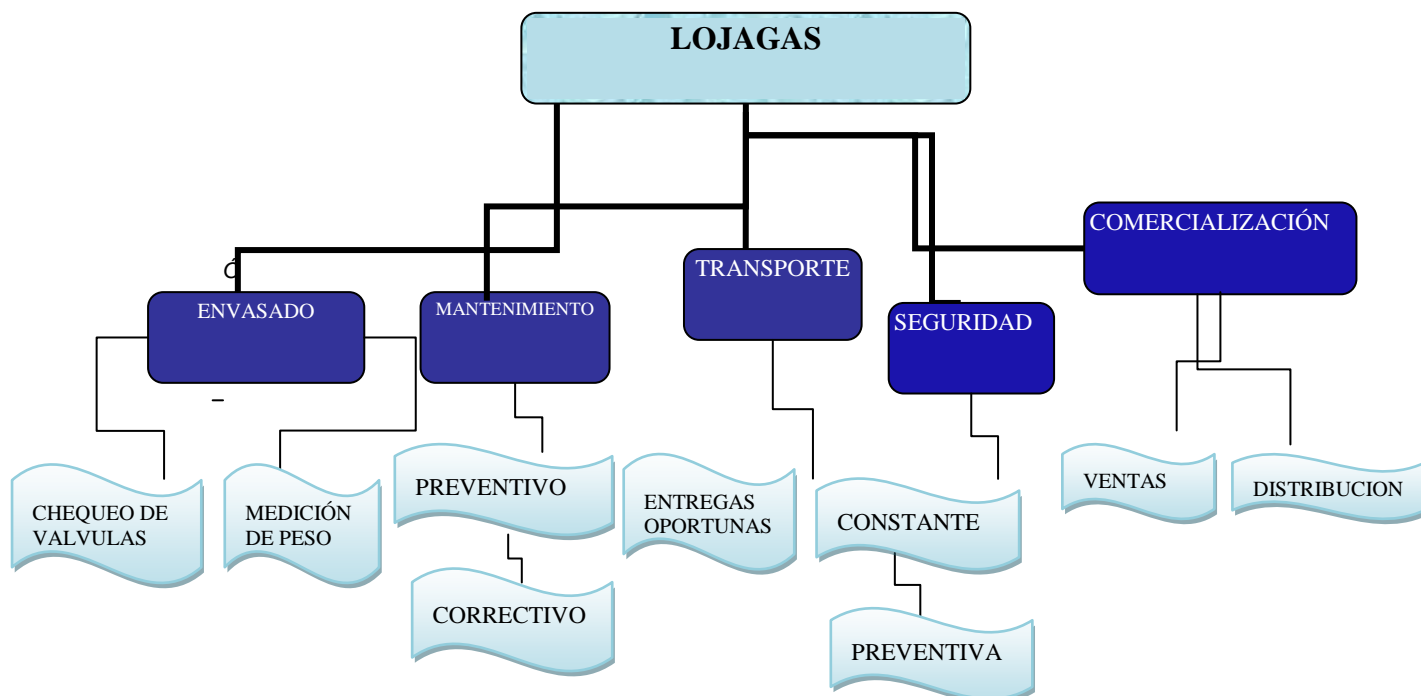 LOJAGAS
COMERCIALIZACIÓN
TRANSPORTE
Ó
ENVASADO
MANTENIMIENTO
SEGURIDAD
–
CHEQUEO DE
VALVULAS
MEDICIÓN
DE PESO
PREVENTIVO
CORRECTIVO
ENTREGAS
OPORTUNAS
CONSTANTE
PREVENTIVA
VENTAS
DISTRIBUCION